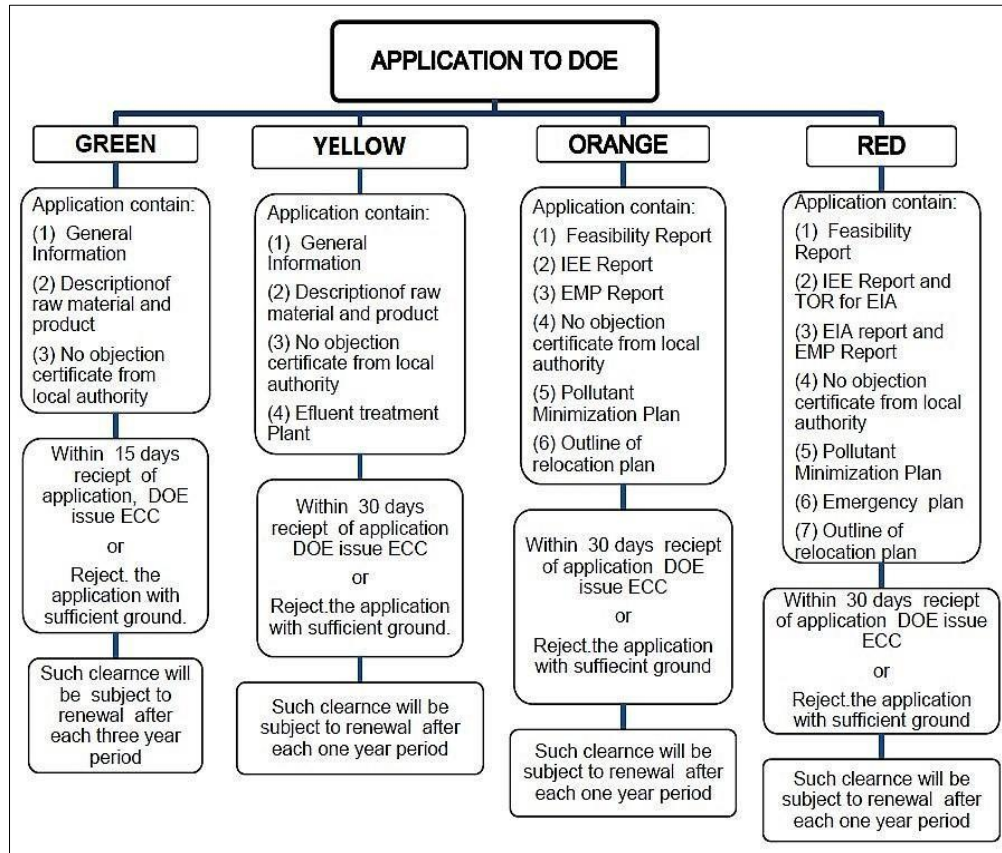 APPLICATION TO DOE
GREEN
Application contain:
(1) General
Information
(2) Descriptionof
raw material and
product
(3) No objection
certificate from
local authority
Within 15 days
reciept of
application, DOE
issue ECC
or
Reject. the
application with
sufficient ground.
Such clearnce will
be subject to
renewal after
each three year
period
YELLOW
Application contain:
(1) General
Information
(2) Descriptionof raw
material and product
(3) No objection
certificate from local
authority
(4) Efluent treatment
Plant
Within 30 days
reciept of application
DOE issue ECC
or
Reject.the application
with sufficient ground.
Such clearnce will be
subject to renewal after
each one year period
ORANGE
Application contain:
(1) Feasibility Report
(2) IEE Report
(3) EMP Report
(4) No objection
certificate from local
authority
(5) Pollutant
Minimization Plan
(6) Outline of
relocation plan
Within 30 days reciept
of application DOE
issue ECC
or
Reject.the application
with suffiecint ground
Such clearnce will be
subject to renewal after
each one year period
RED
Application contain:
(1) Feasibility
Report
(2) IEE Report and
TOR for EIA
(3) EIA report and
EMP Report
(4) No objection
certificate from local
authority
(5) Pollutant
Minimization Plan
(6) Emergency plan
(7) Outline of
relocation plan
Within 30 days reciept
of application DOE issue
ECC
or
Reject.the application
with sufficient ground
Such clearnce will be
subject to renewal after
each one year period